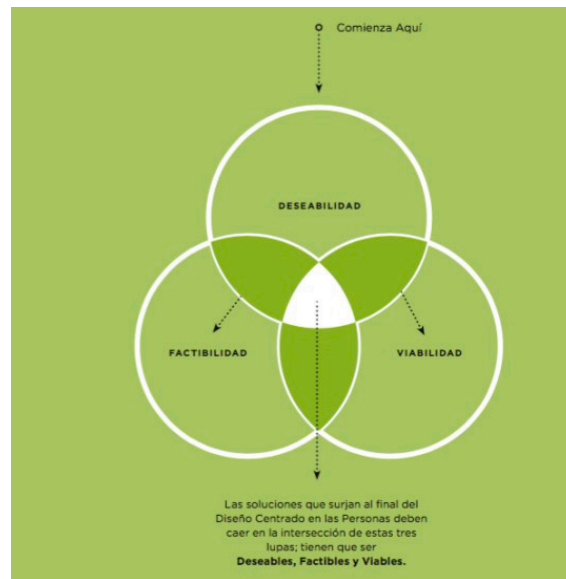 Comienza Aquí
DESEABILIDAD
FACTIBILIDAD
VIABILIDAD
Las soluciones que surjan al final del
Diseño Centrado en las Personas deben
caer en la intersección de estas tres
lupas; tienen que ser
Deseables, Factibles y Viables.